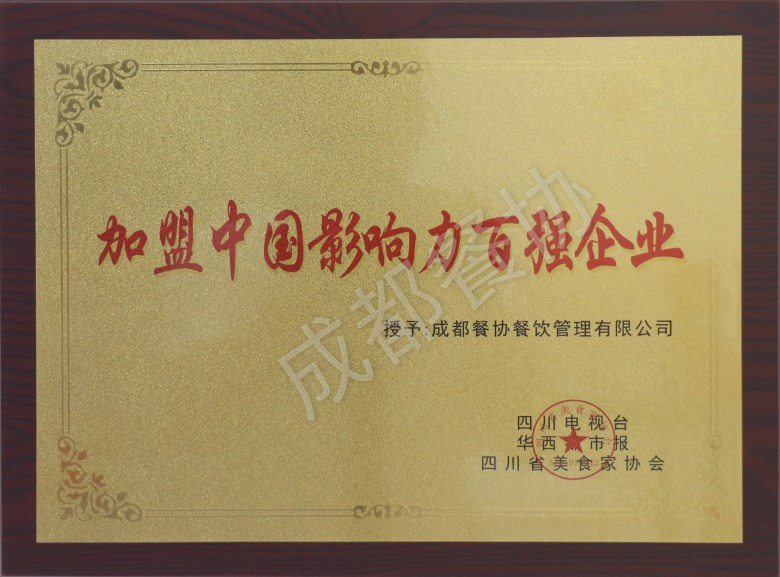 加盟中国影响力百强企业
授予:成都餐协餐饮管理有限公司
四川电视台
华西都市报
四川省美食家协会
成都餐协